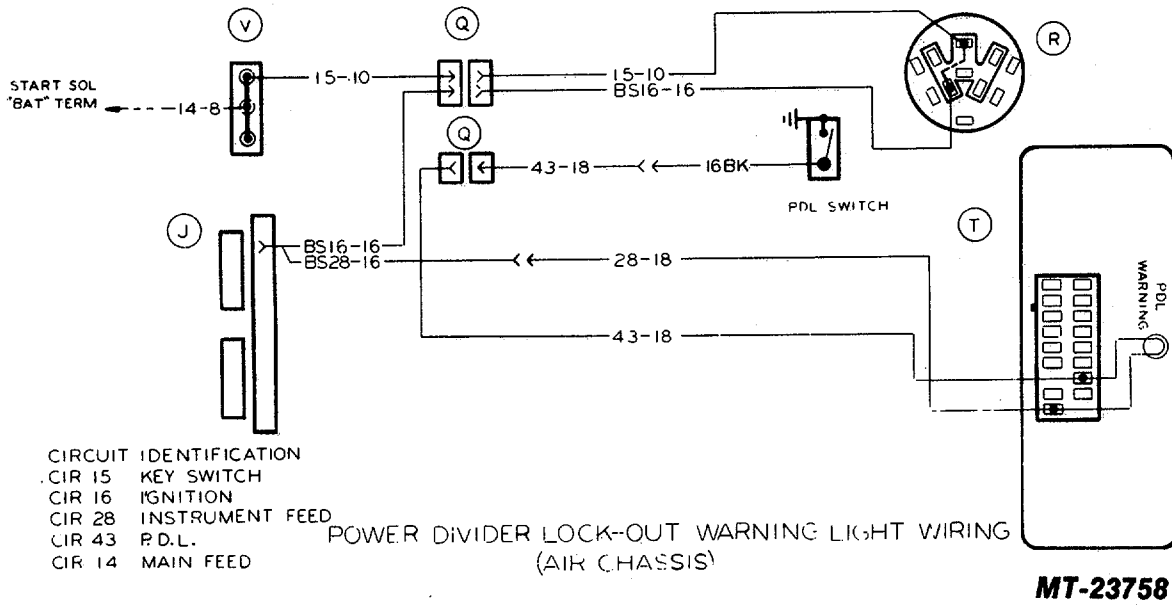 V
Q
R
START SOL
"BAT" TERM
14-8
15-10
15-10
BS16-16
Q
43-18
16BK
PDL SWITCH
J
T
BS16-16
BS28-16
28-18
43-18
PDL
WARNING
CIRCUIT IDENTIFICATION
CIR 15 KEY SWITCH
CIR 16 IGNITION
CIR 28 INSTRUMENT FEED
CIR 43 P.D.L.
CIR 14 MAIN FEED
POWER DIVIDER LOCK-OUT WARNING LIGHT WIRING
(AIR CHASSIS)
MT-23758